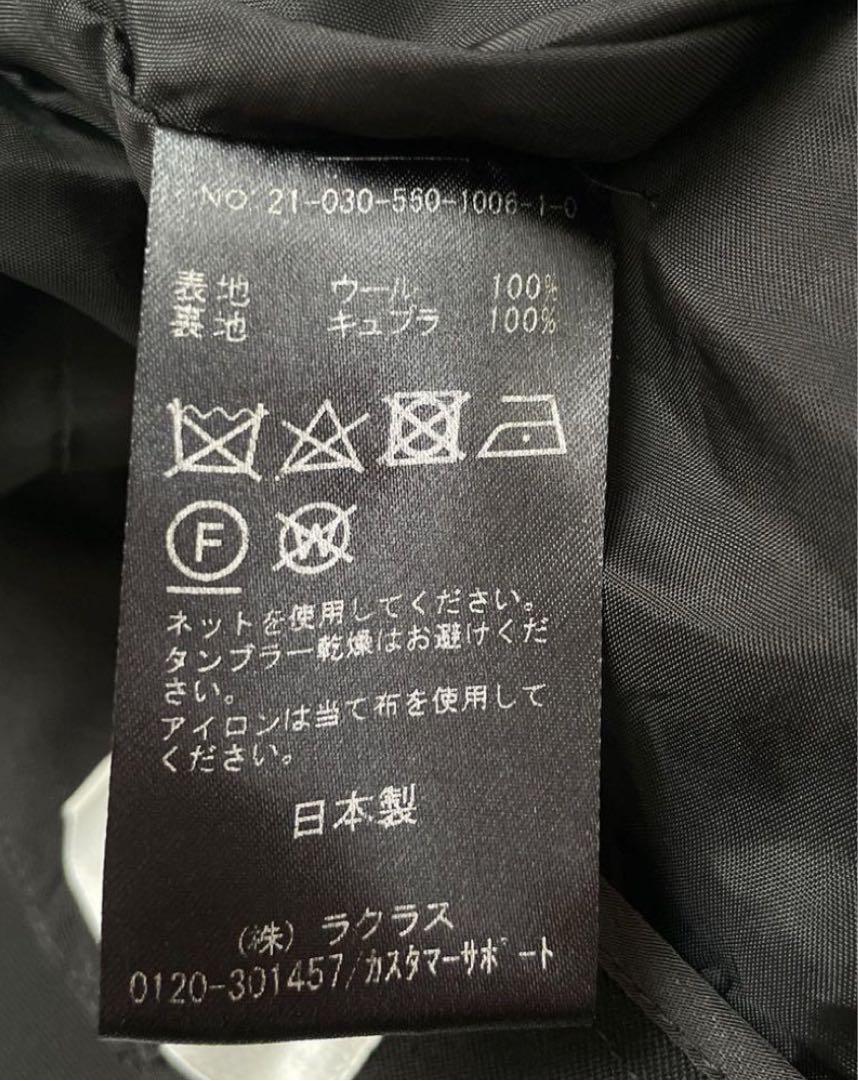 NO. 21-030-550-1006-1-0
表地 ウール 100%
裏地 キュプラ 100%
F W
ネットを使用してください。
タンブラー乾燥はお避けくだ
さい。
アイロンは当て布を使用して
ください。
日本製
(株) ラクラス
0120-301457/カスタマーサポート